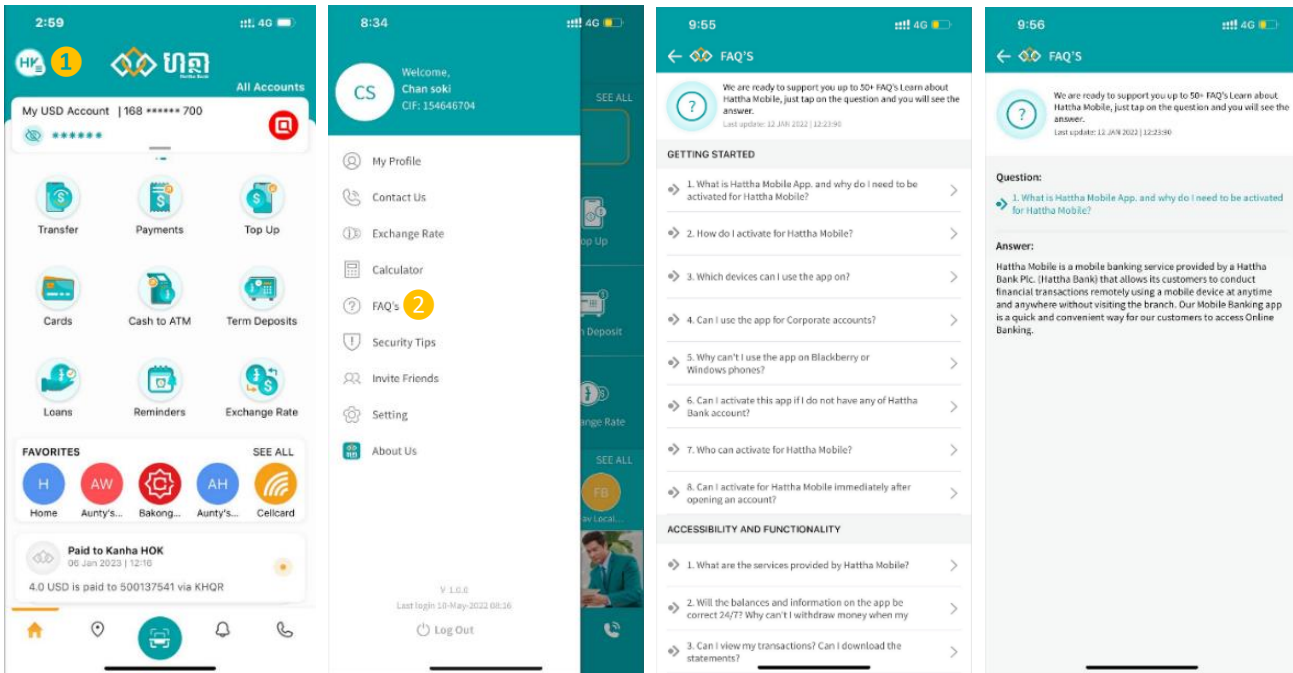 2:59
4G
HK
1
ហត្ថា
Hattha Bank
All Accounts
My USD Account | 168 ****** 700
******
Transfer
Payments
Top Up
Cards
Cash to ATM
Term Deposits
Loans
Reminders
Exchange Rate
FAVORITES
SEE ALL
H
AW
AH
Home
Aunty's...
Bakong...
Aunty's...
Cellcard
Paid to Kanha HOK
06 Jan 2023 | 12:16
4.0 USD is paid to 500137541 via KHQR
8:34
4G
CS
Welcome,
Chan soki
CIF: 154646704
My Profile
Contact Us
Exchange Rate
Calculator
FAQ's
2
Security Tips
Invite Friends
Setting
About Us
V 1.0.0
Last login 10-May-2022 08:16
Log Out
SEE ALL
op Up
n Deposit
ange Rate
SEE ALL
FB
av Local...
9:55
4G
FAQ'S
We are ready to support you up to 50+ FAQ's Learn about
Hattha Mobile, just tap on the question and you will see the
answer.
Last update: 12 JAN 2022 | 12:23:90
GETTING STARTED
1. What is Hattha Mobile App. and why do I need to be
activated for Hattha Mobile?
2. How do I activate for Hattha Mobile?
3. Which devices can I use the app on?
4. Can I use the app for Corporate accounts?
5. Why can't I use the app on Blackberry or
Windows phones?
6. Can I activate this app if I do not have any of Hattha
Bank account?
7. Who can activate for Hattha Mobile?
8. Can I activate for Hattha Mobile immediately after
opening an account?
ACCESSIBILITY AND FUNCTIONALITY
1. What are the services provided by Hattha Mobile?
2. Will the balances and information on the app be
correct 24/7? Why can't I withdraw money when my
3. Can I view my transactions? Can I download the
statements?
9:56
4G
FAQ'S
We are ready to support you up to 50+ FAQ's Learn about
Hattha Mobile, just tap on the question and you will see the
answer.
Last update: 12 JAN 2022 | 12:23:90
Question:
1. What is Hattha Mobile App. and why do I need to be activated
for Hattha Mobile?
Answer:
Hattha Mobile is a mobile banking service provided by a Hattha
Bank Plc. (Hattha Bank) that allows its customers to conduct
financial transactions remotely using a mobile device at anytime
and anywhere without visiting the branch. Our Mobile Banking app
is a quick and convenient way for our customers to access Online
Banking.